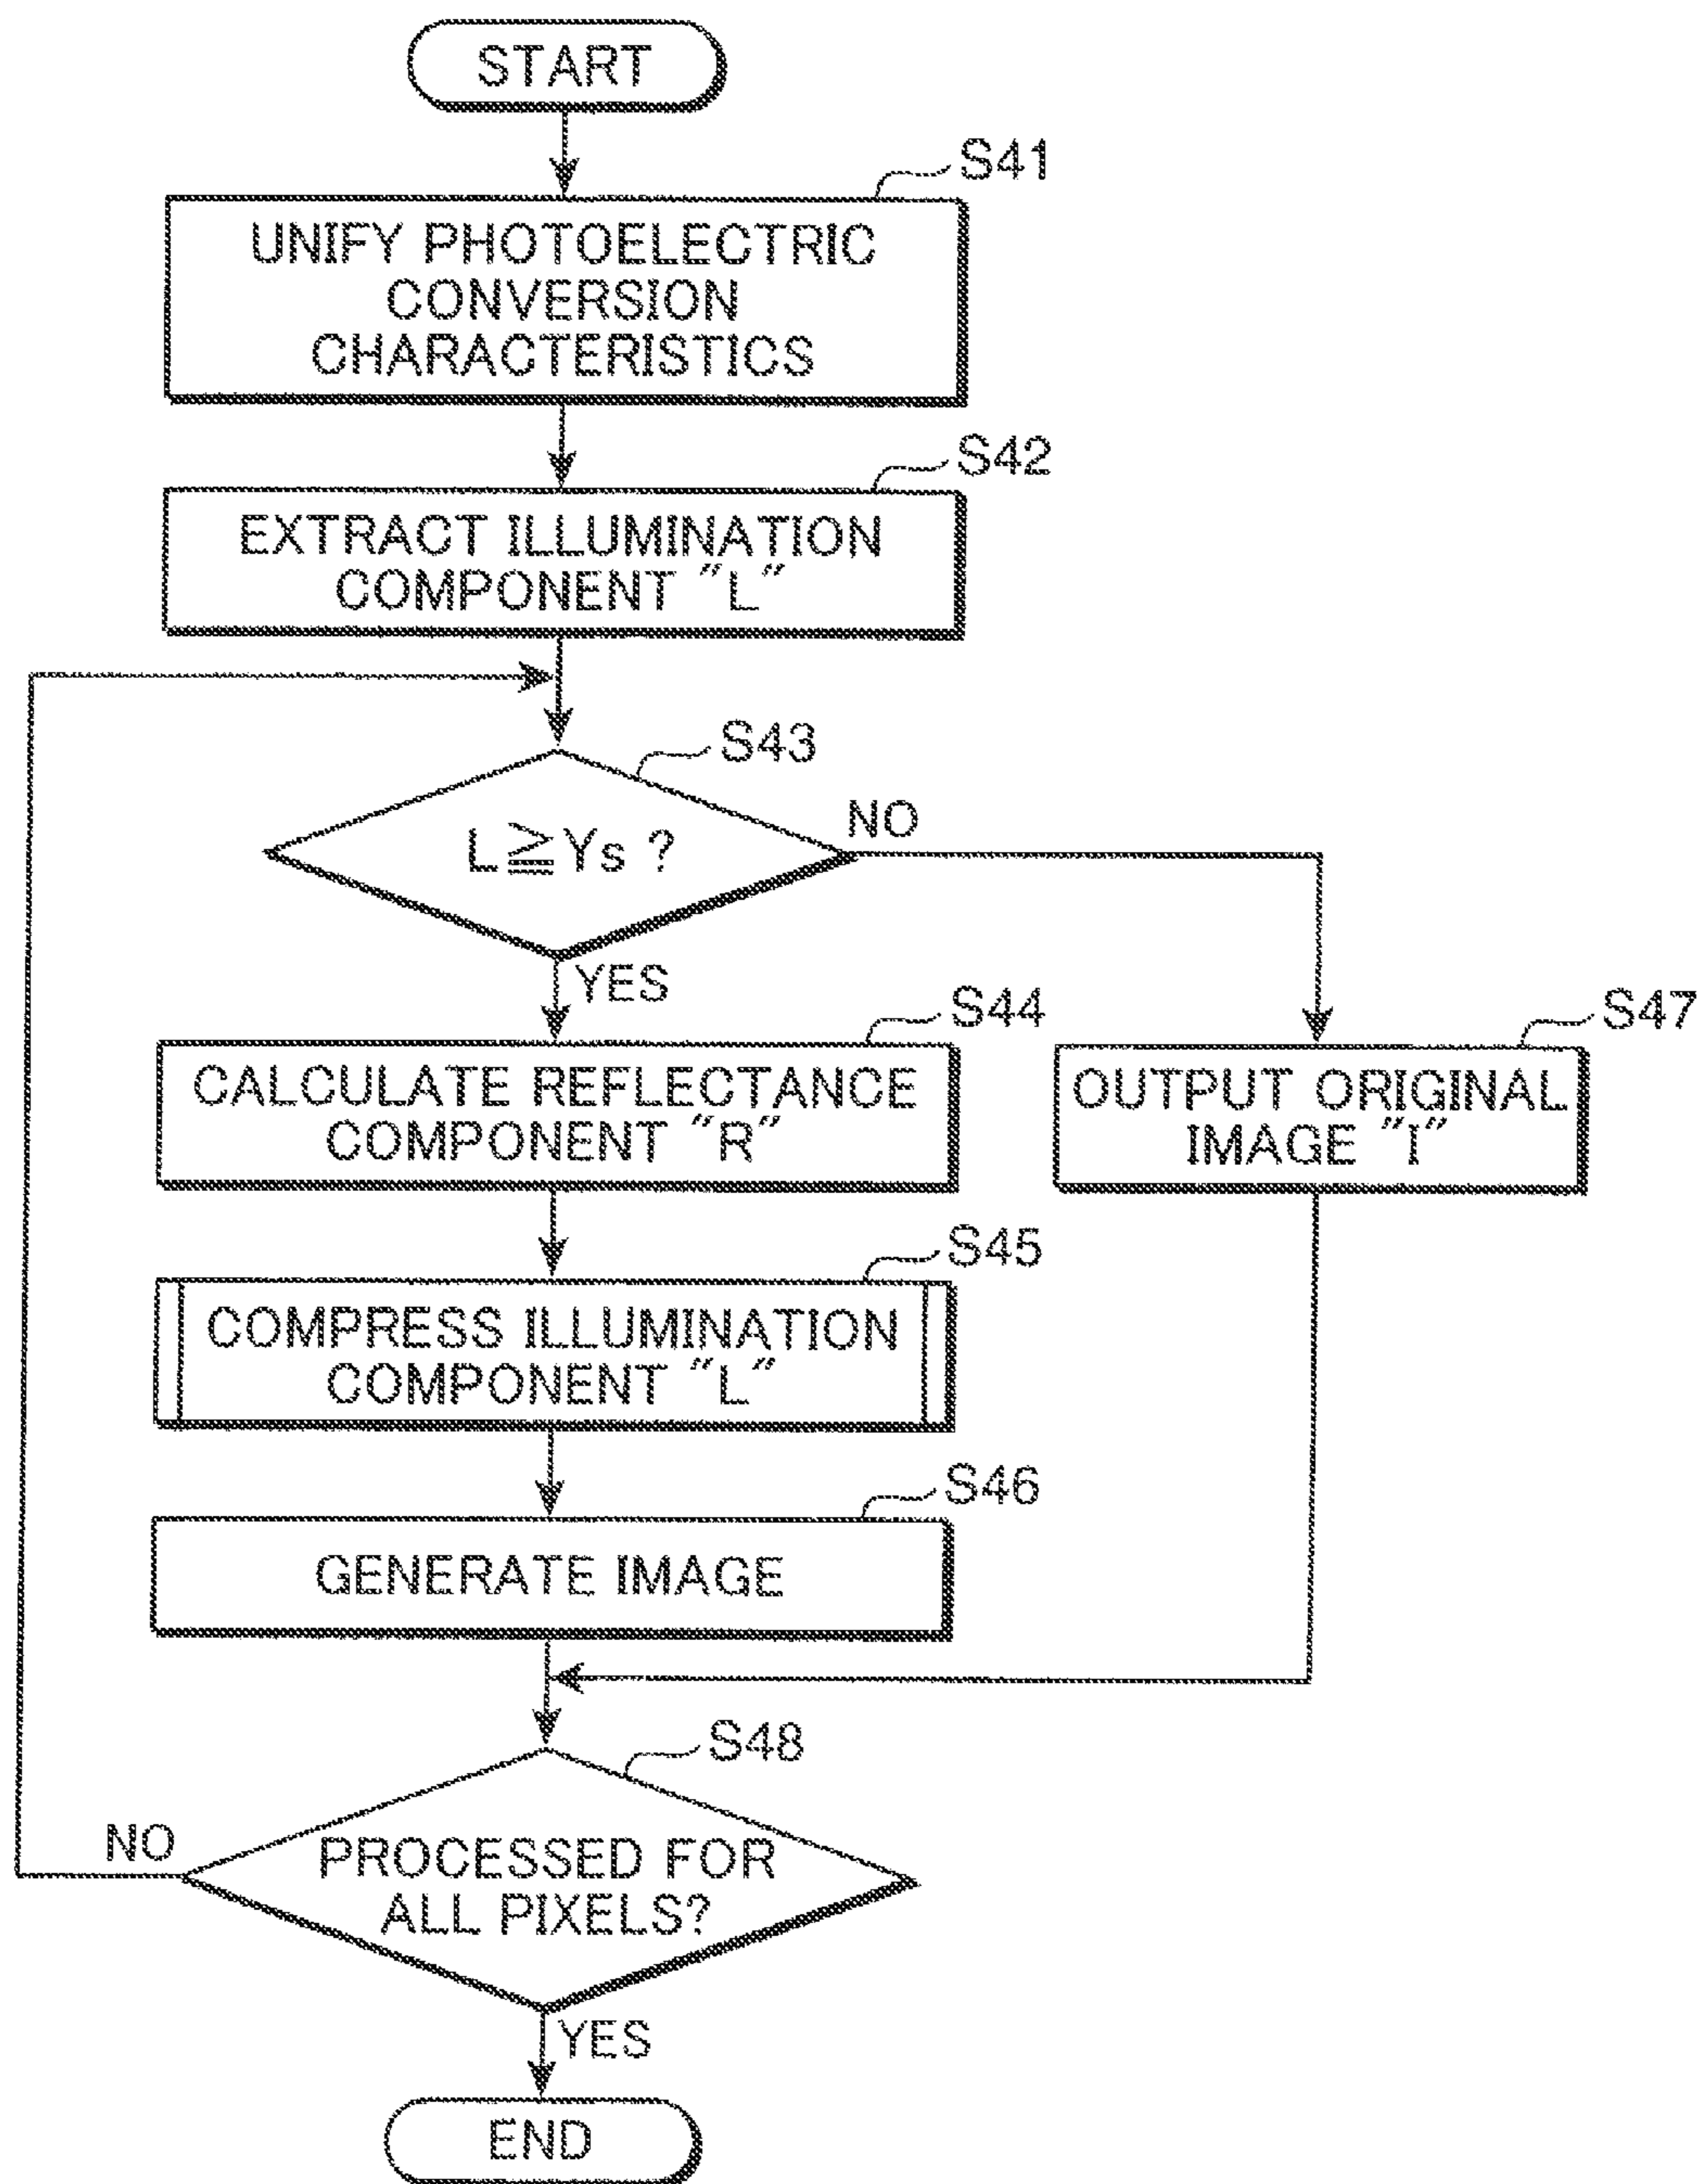 START
S41
UNIFY PHOTOELECTRIC
CONVERSION
CHARACTERISTICS
S42
EXTRACT ILLUMINATION
COMPONENT "L"
S43
L≧Ys ?
NO
YES
S44
CALCULATE REFLECTANCE
COMPONENT "R"
S47
OUTPUT ORIGINAL
IMAGE "I"
S45
COMPRESS ILLUMINATION
COMPONENT "L"
S46
GENERATE IMAGE
S48
NO
PROCESSED FOR
ALL PIXELS?
YES
END